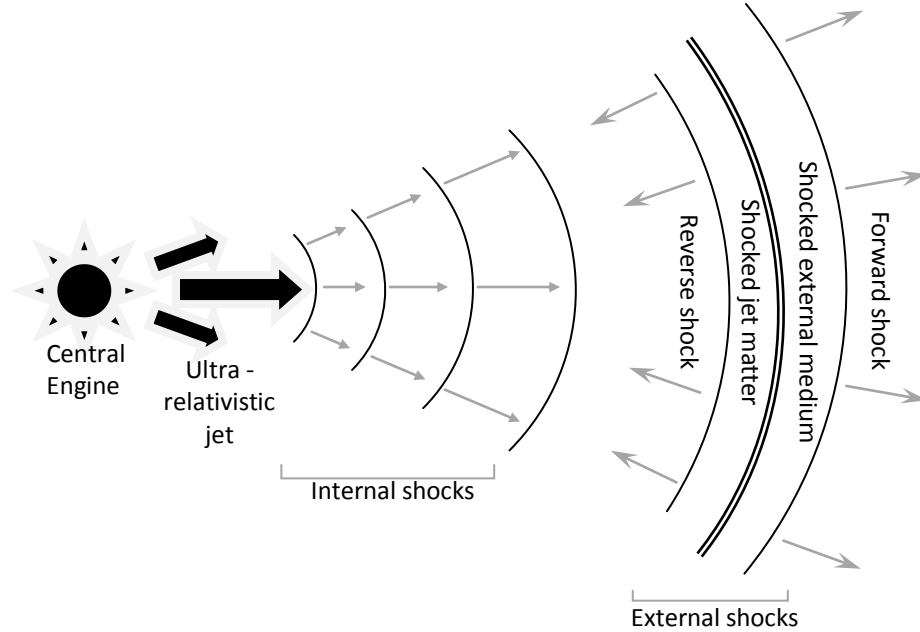 Central
Engine
Ultra -
relativistic
jet
Internal shocks
Reverse shock
Shocked jet matter
Shocked external medium
Forward shock
External shocks